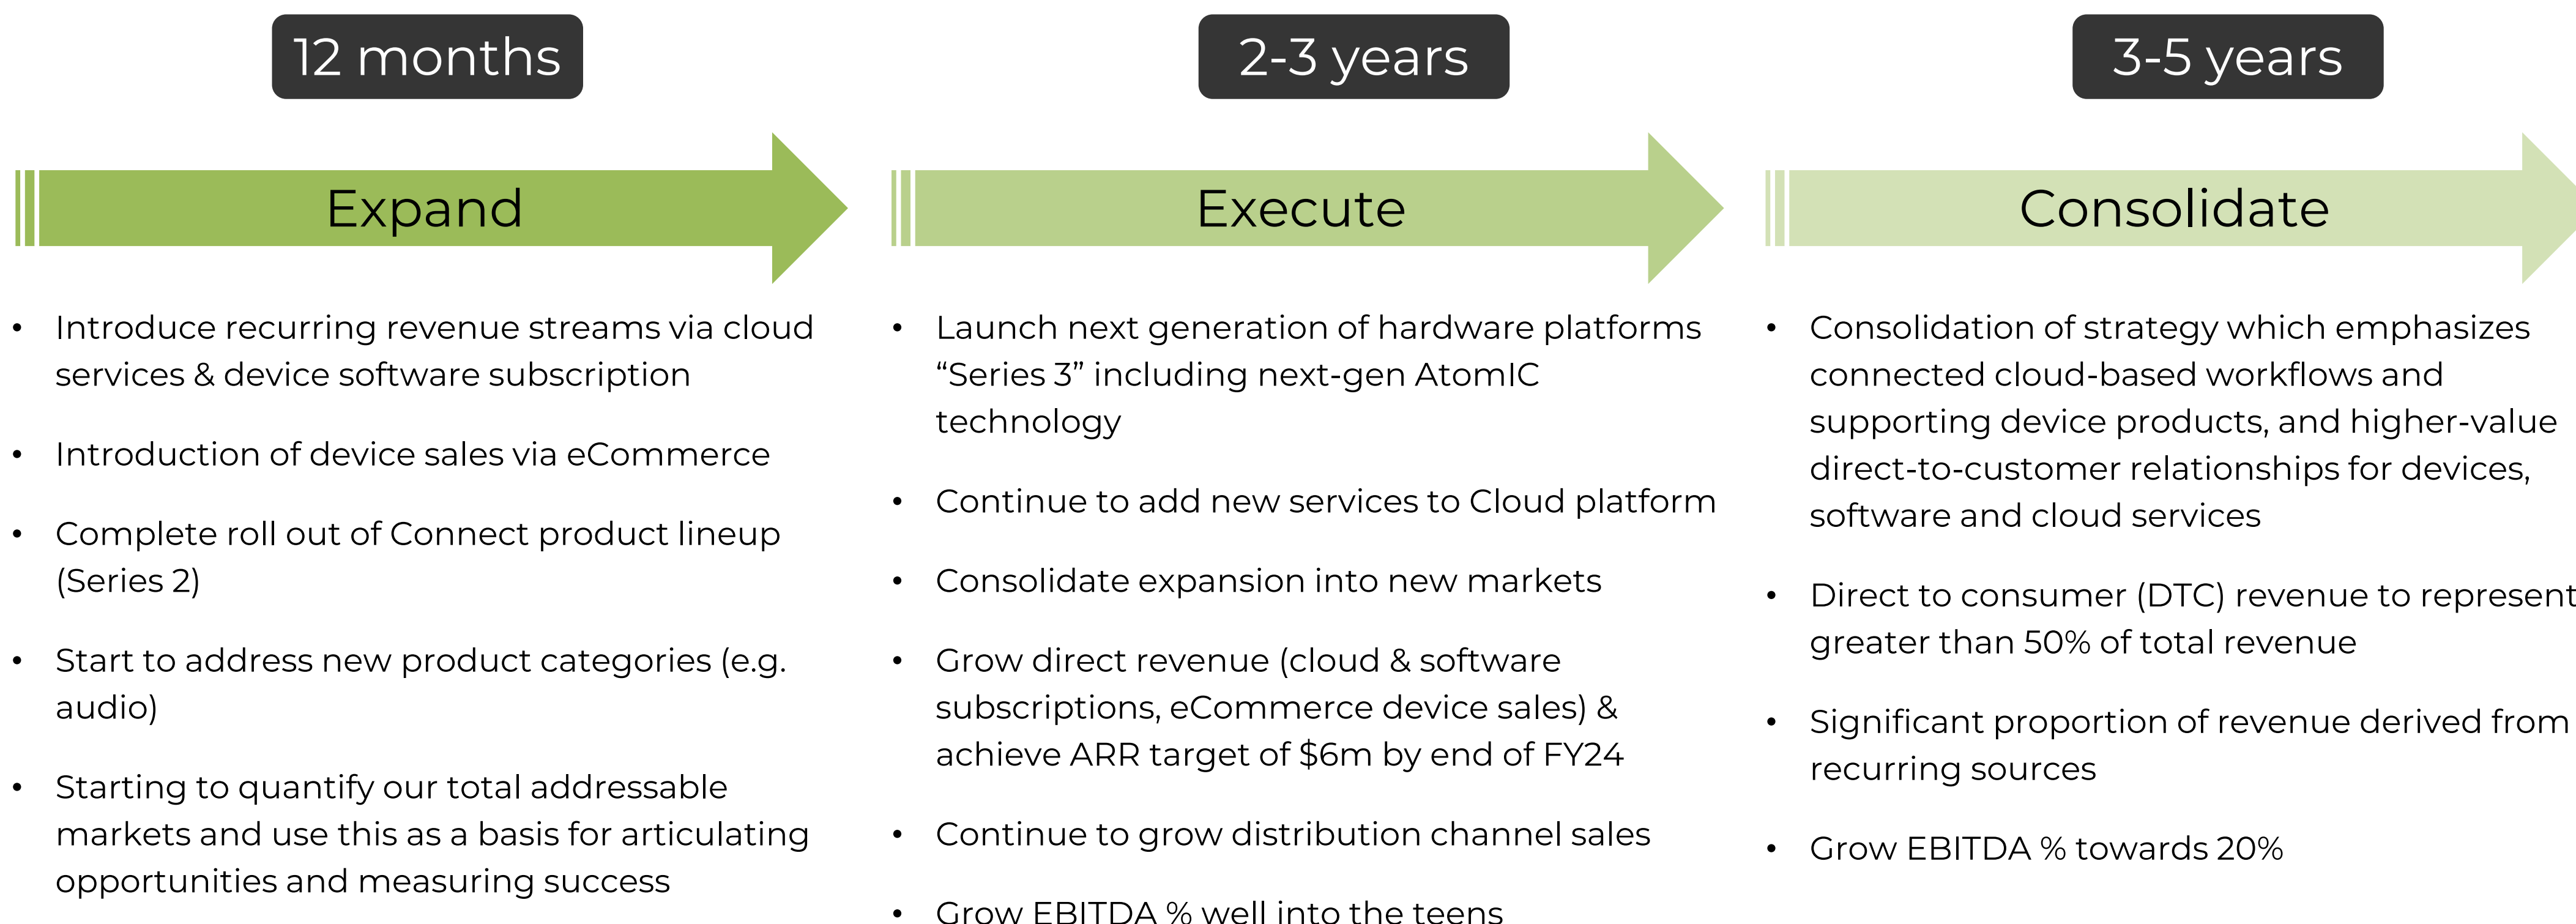 12 months
Expand
• Introduce recurring revenue streams via cloud
services & device software subscription
• Introduction of device sales via eCommerce
• Complete roll out of Connect product lineup
(Series 2)
• Start to address new product categories (e.g.
audio)
• Starting to quantify our total addressable
markets and use this as a basis for articulating
opportunities and measuring success
2-3 years
Execute
• Launch next generation of hardware platforms
“Series 3” including next-gen AtomIC
technology
• Continue to add new services to Cloud platform
• Consolidate expansion into new markets
• Grow direct revenue (cloud & software
subscriptions, eCommerce device sales) &
achieve ARR target of $6m by end of FY24
• Continue to grow distribution channel sales
• Grow EBITDA % well into the teens
3-5 years
Consolidate
• Consolidation of strategy which emphasizes
connected cloud-based workflows and
supporting device products, and higher-value
direct-to-customer relationships for devices,
software and cloud services
• Direct to consumer (DTC) revenue to represent
greater than 50% of total revenue
• Significant proportion of revenue derived from
recurring sources
• Grow EBITDA % towards 20%